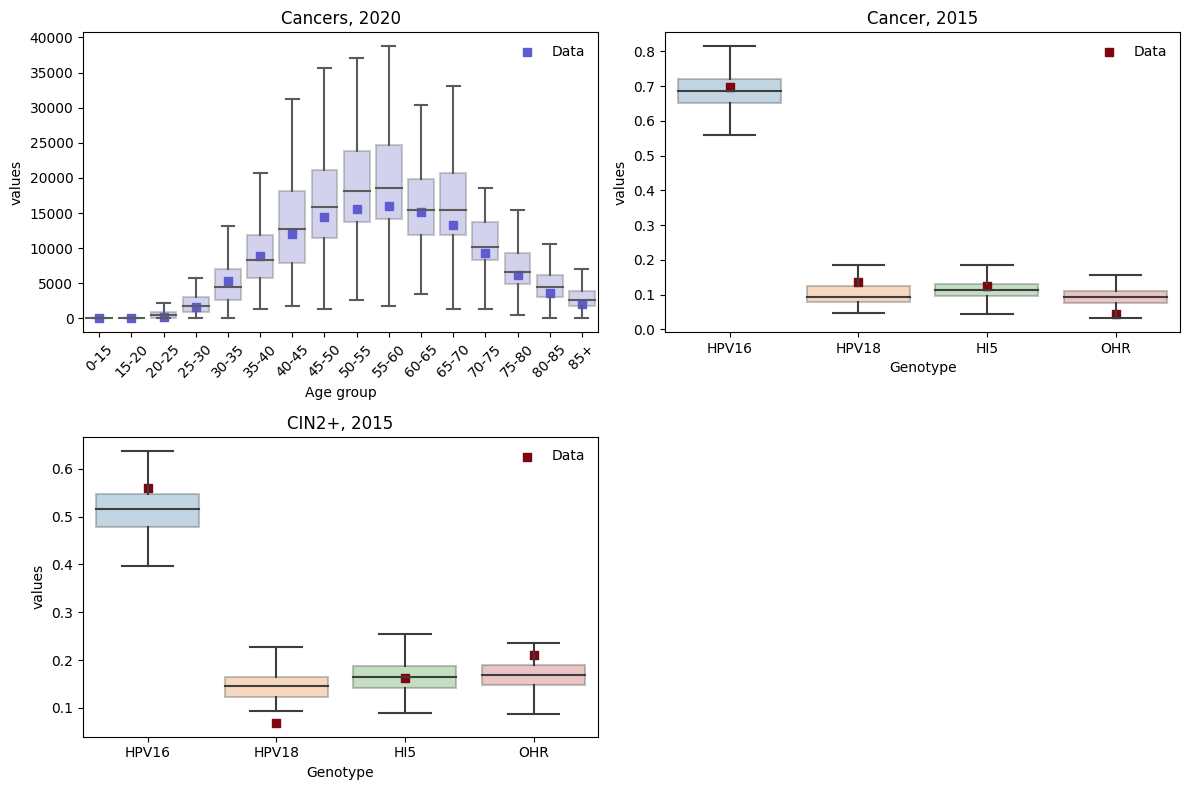 Cancers, 2020
values
40000
35000
30000
25000
20000
15000
10000
5000
0
Data
0-15 15-20 20-25 25-30 30-35 35-40 40-45 45-50 50-55 55-60 60-65 65-70 70-75 75-80 80-85 85+
Age group
Cancer, 2015
values
0.8
0.7
0.6
0.5
0.4
0.3
0.2
0.1
0.0
Data
HPV16 HPV18 HI5 OHR
Genotype
CIN2+, 2015
values
0.6
0.5
0.4
0.3
0.2
0.1
Data
HPV16 HPV18 HI5 OHR
Genotype